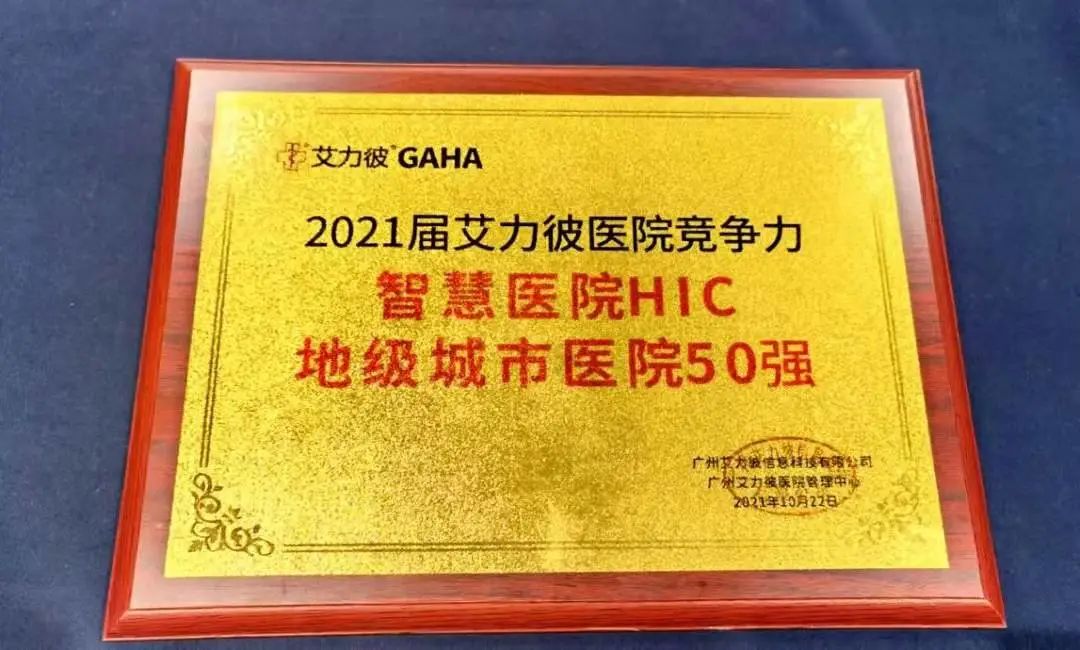 艾力彼 GAHA
2021届艾力彼医院竞争力
智慧医院HIC
地级城市医院50强
广州艾力彼信息科技有限公司
广州艾力彼医院管理中心
2021年10月22日